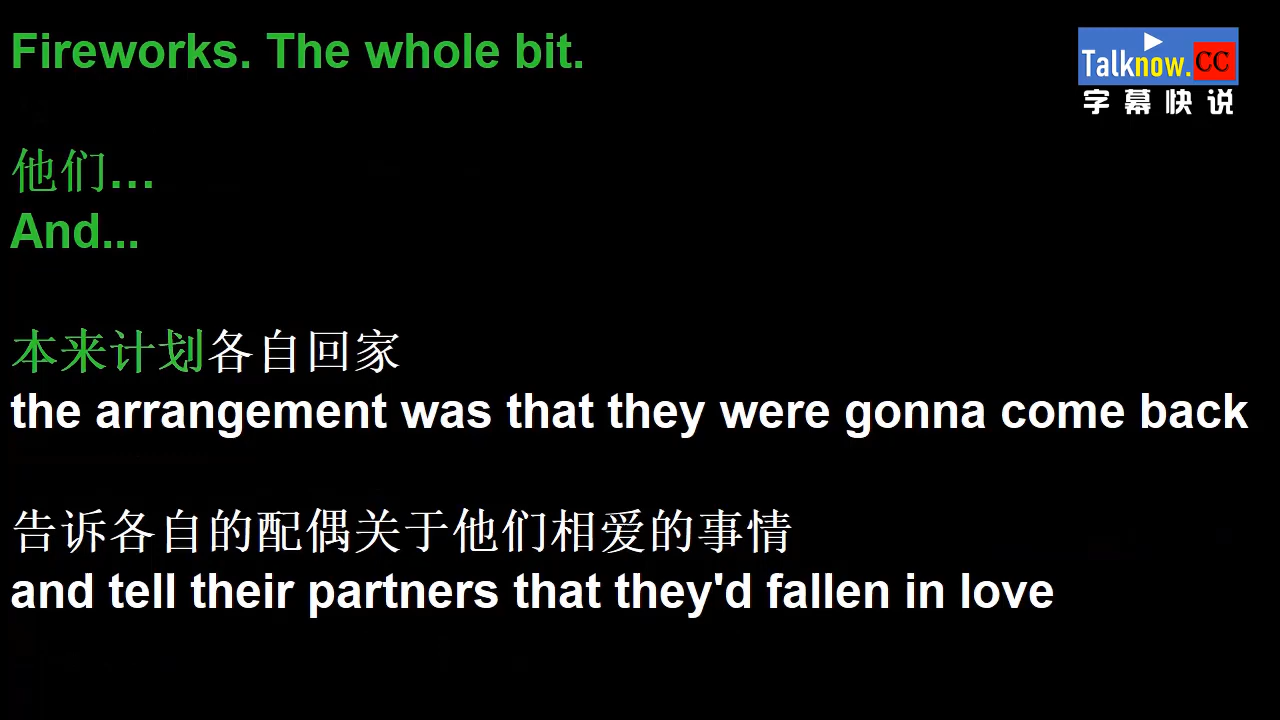 Fireworks. The whole bit.
Talknow.CC
字幕快说
他们…
And...
本来计划各自回家
the arrangement was that they were gonna come back
告诉各自的配偶关于他们相爱的事情
and tell their partners that they'd fallen in love